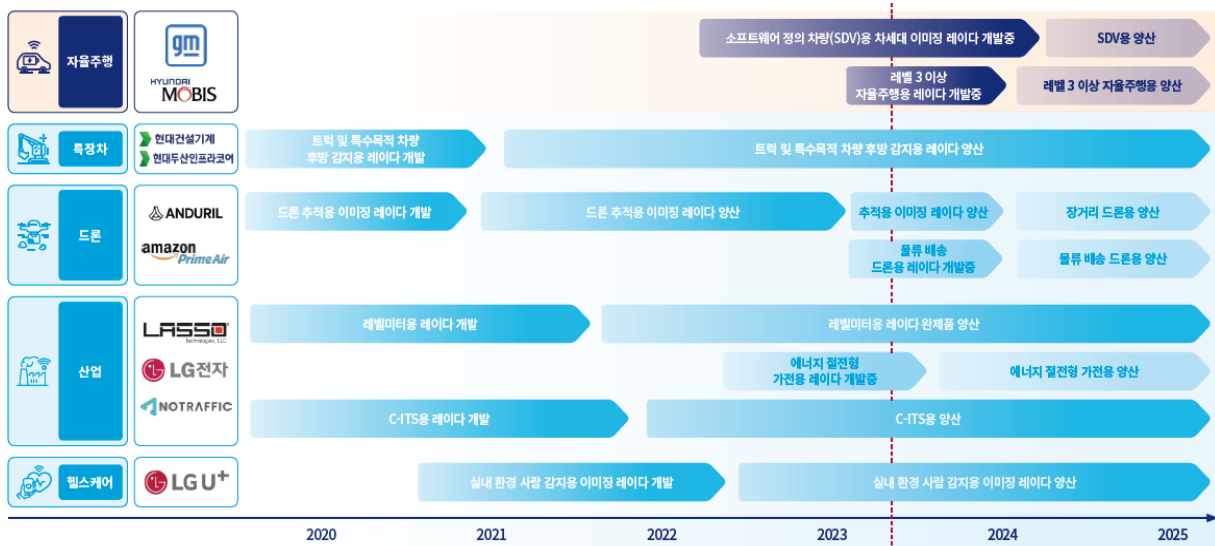 자율주행
gm
HYUNDAI
MOBIS
소프트웨어 정의 차량(SDV)용 차세대 이미징 레이다 개발중
SDV용 양산
레벨 3 이상
자율주행용 레이다 개발중
레벨 3 이상 자율주행용 양산
특장차
현대건설기계
현대두산인프라코어
트럭 및 특수목적 차량
후방 감지용 레이다 개발
트럭 및 특수목적 차량 후방 감지용 레이다 양산
드론
ANDURIL
amazon
PrimeAir
드론 추적용 이미징 레이다 개발
드론 추적용 이미징 레이다 양산
추적용 이미징 레이다 양산
장거리 드론용 양산
물류 배송
드론용 레이다 개발중
물류 배송 드론용 양산
산업
LASSO
Technologies, LLC
LG전자
NOTRAFFIC
레벨미터용 레이다 개발
레벨미터용 레이다 완제품 양산
에너지 절전형
가전용 레이다 개발중
에너지 절전형 가전용 양산
C-ITS용 레이다 개발
C-ITS용 양산
헬스케어
LG U+
실내 환경 사람 감지용 이미징 레이다 개발
실내 환경 사람 감지용 이미징 레이다 양산
2020
2021
2022
2023
2024
2025